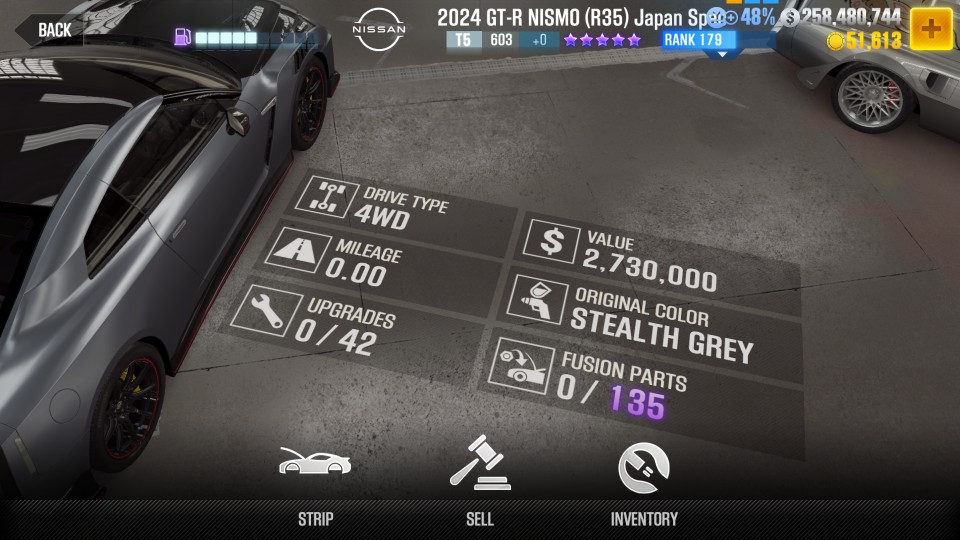 BACK
NISSAN
2024 GT-R NISMO (R35) Japan Spec
48%
258,480,744
T5 603 +0
RANK 179
51,613
DRIVE TYPE
4WD
MILEAGE
0.00
UPGRADES
0/42
$
VALUE
2,730,000
ORIGINAL COLOR
STEALTH GREY
FUSION PARTS
0/135
STRIP
SELL
INVENTORY